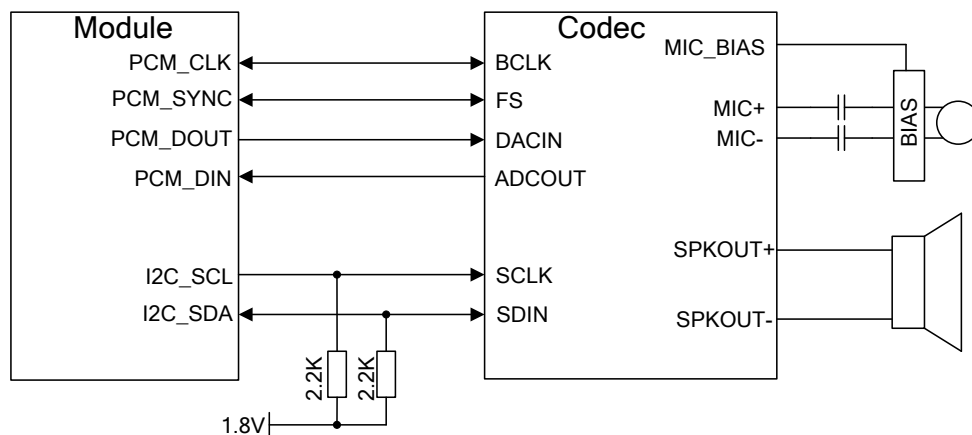 Module
PCM_CLK
PCM_SYNC
PCM_DOUT
PCM_DIN
I2C_SCL
I2C_SDA
2.2K
2.2K
1.8V
Codec
BCLK
FS
DACIN
ADCOUT
SCLK
SDIN
MIC_BIAS
MIC+
MIC-
SPKOUT+
SPKOUT-
BIAS